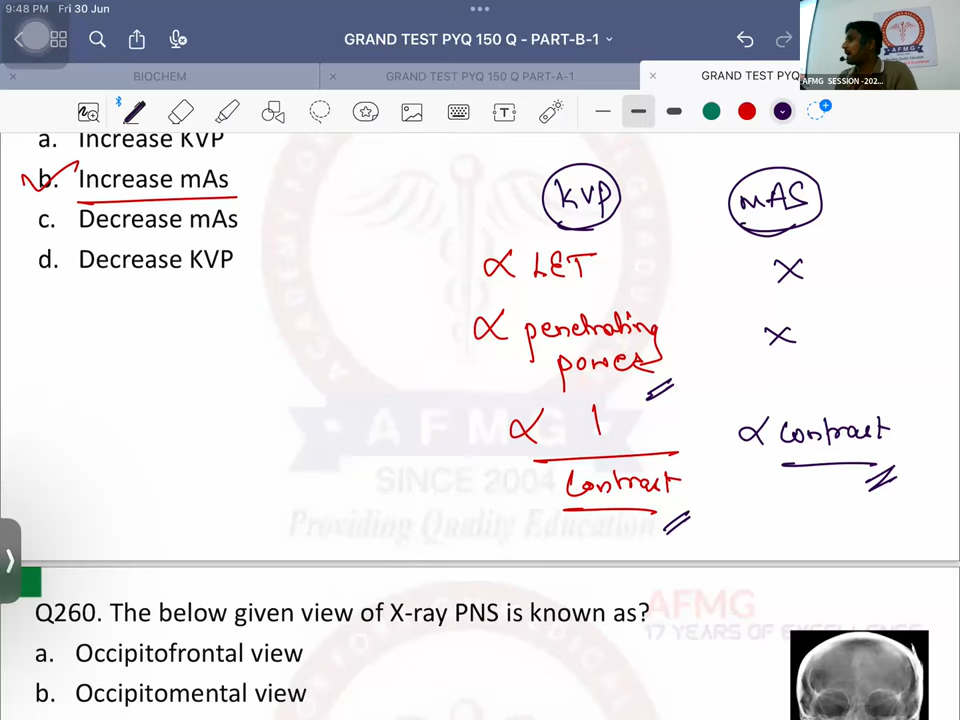 9:48 PM Fri 30 Jun
GRAND TEST PYQ 150 Q - PART-B-1
BIOCHEM
GRAND TEST PYQ 150 Q PART-A-1
GRAND TEST PYQ
AFMG SESSION -202...
AFMG
a. Increase KVP
b. Increase mAs
c. Decrease mAs
d. Decrease KVP
KVP mAS
∝ LET ×
∝ penetrating ×
power
∝ 1 ∝ contrast
contrast
AFMG
SINCE 2004
Providing Quality Education
Q260. The below given view of X-ray PNS is known as?
AFMG
17 YEARS OF EXCELLENCE
a. Occipitofrontal view
b. Occipitomental view